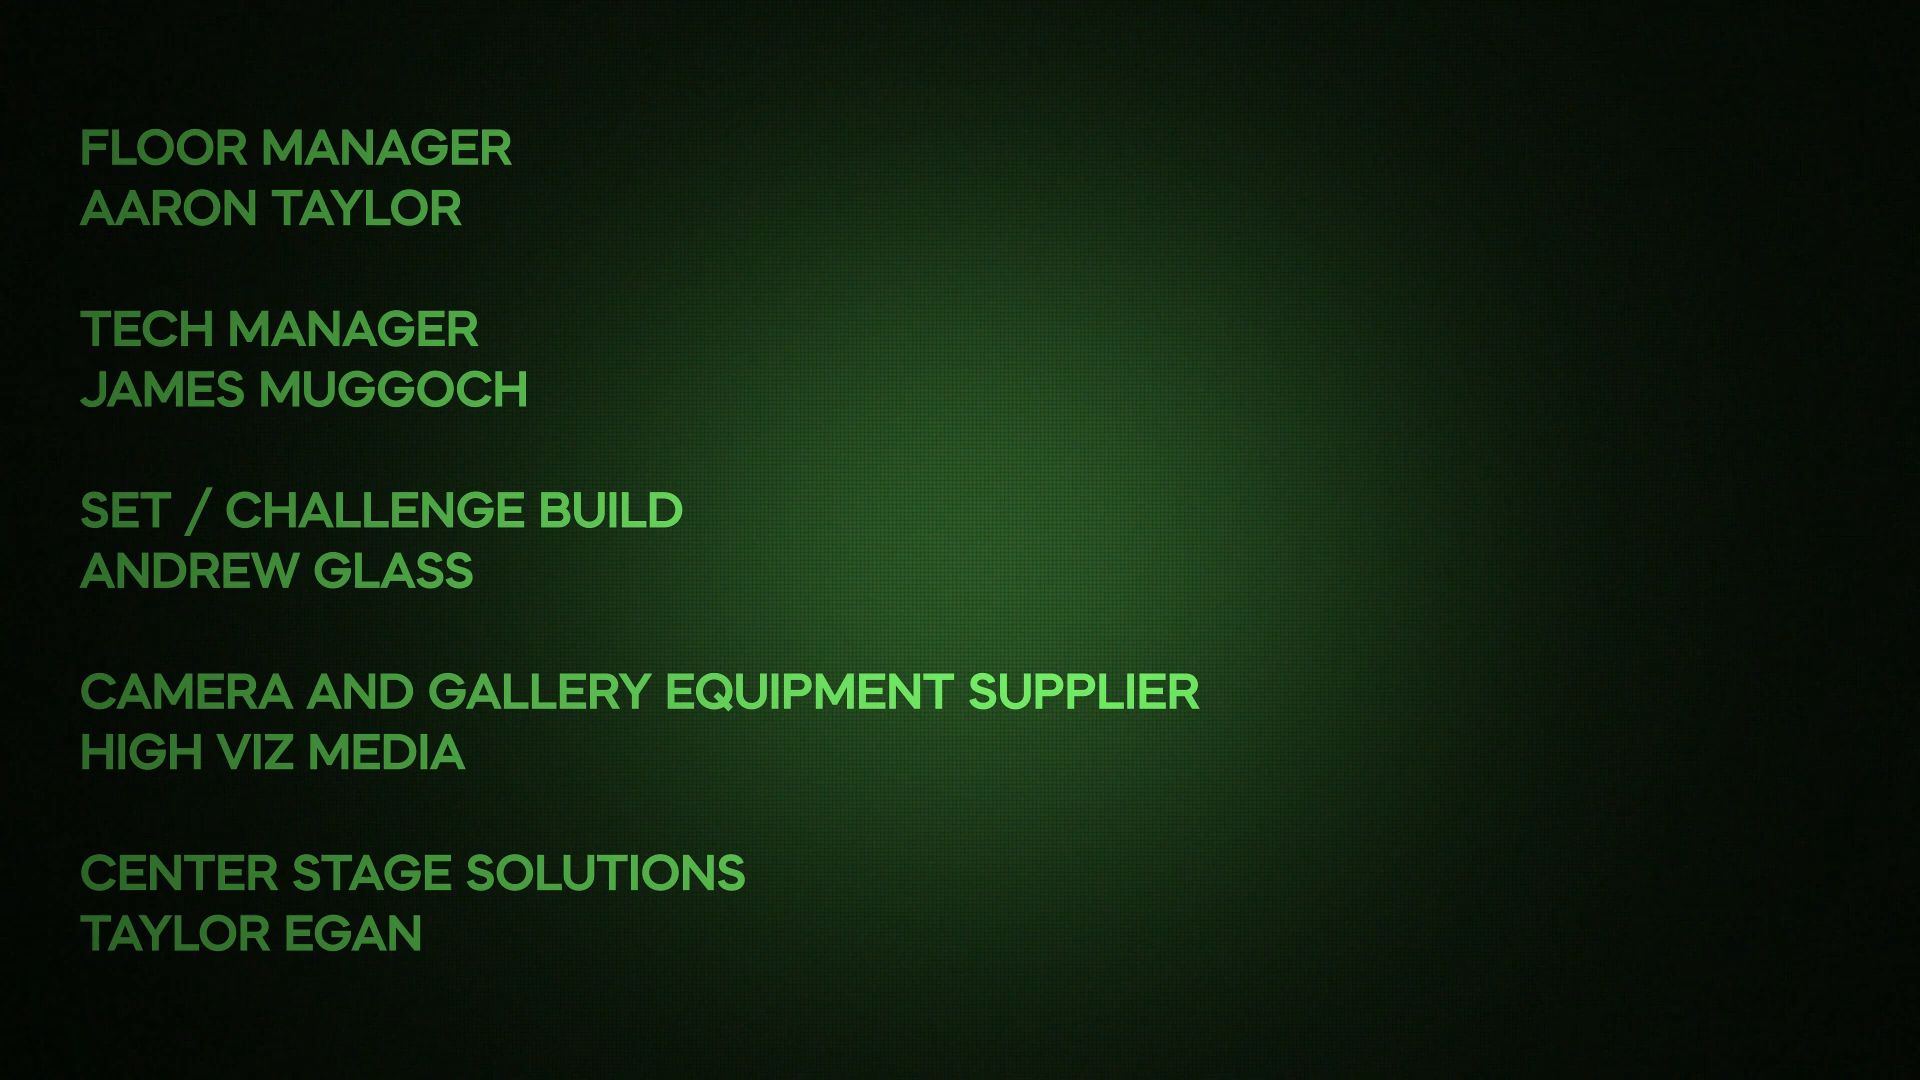 FLOOR MANAGER
AARON TAYLOR
TECH MANAGER
JAMES MUGGOCH
SET / CHALLENGE BUILD
ANDREW GLASS
CAMERA AND GALLERY EQUIPMENT SUPPLIER
HIGH VIZ MEDIA
CENTER STAGE SOLUTIONS
TAYLOR EGAN